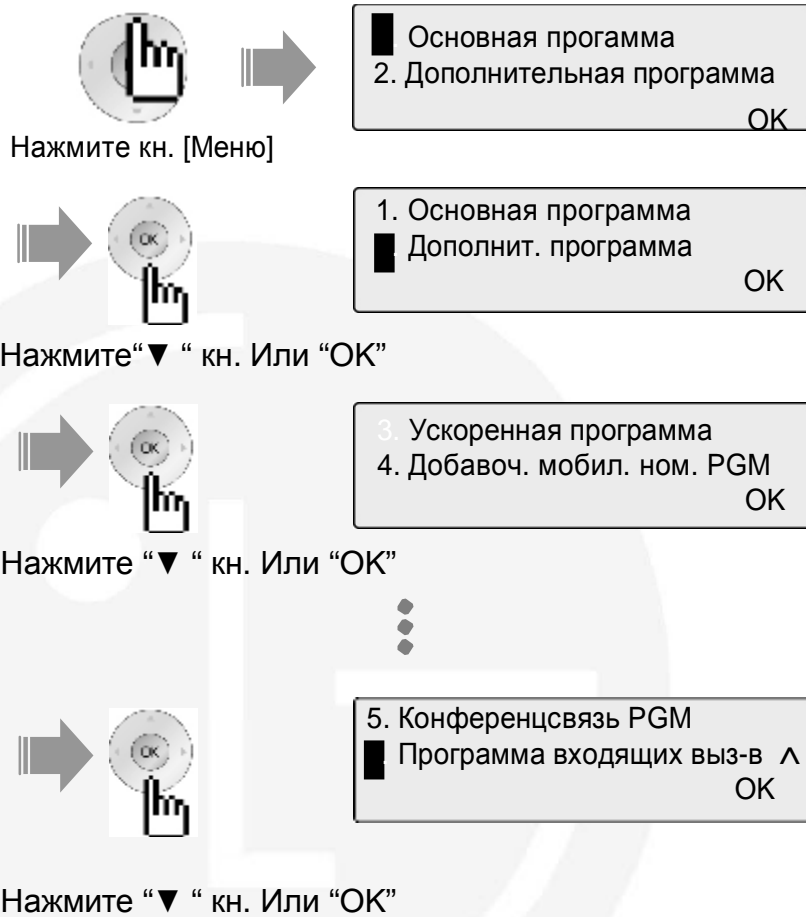 . Основная прогамма
2. Дополнительная программа
OK
Нажмите кн. [Меню]
1. Основная программа
OK
. Дополнит. программа
OK
Нажмите“▼ “ кн. Или “OK”
3. Ускоренная программа
OK
4. Добавоч. мобил. ном. PGM
OK
Нажмите “▼ “ кн. Или “OK”
5. Конференцсвязь PGM
OK
. Программа входящих выз-в ʌ
OK
Нажмите “▼ “ кн. Или “OK”